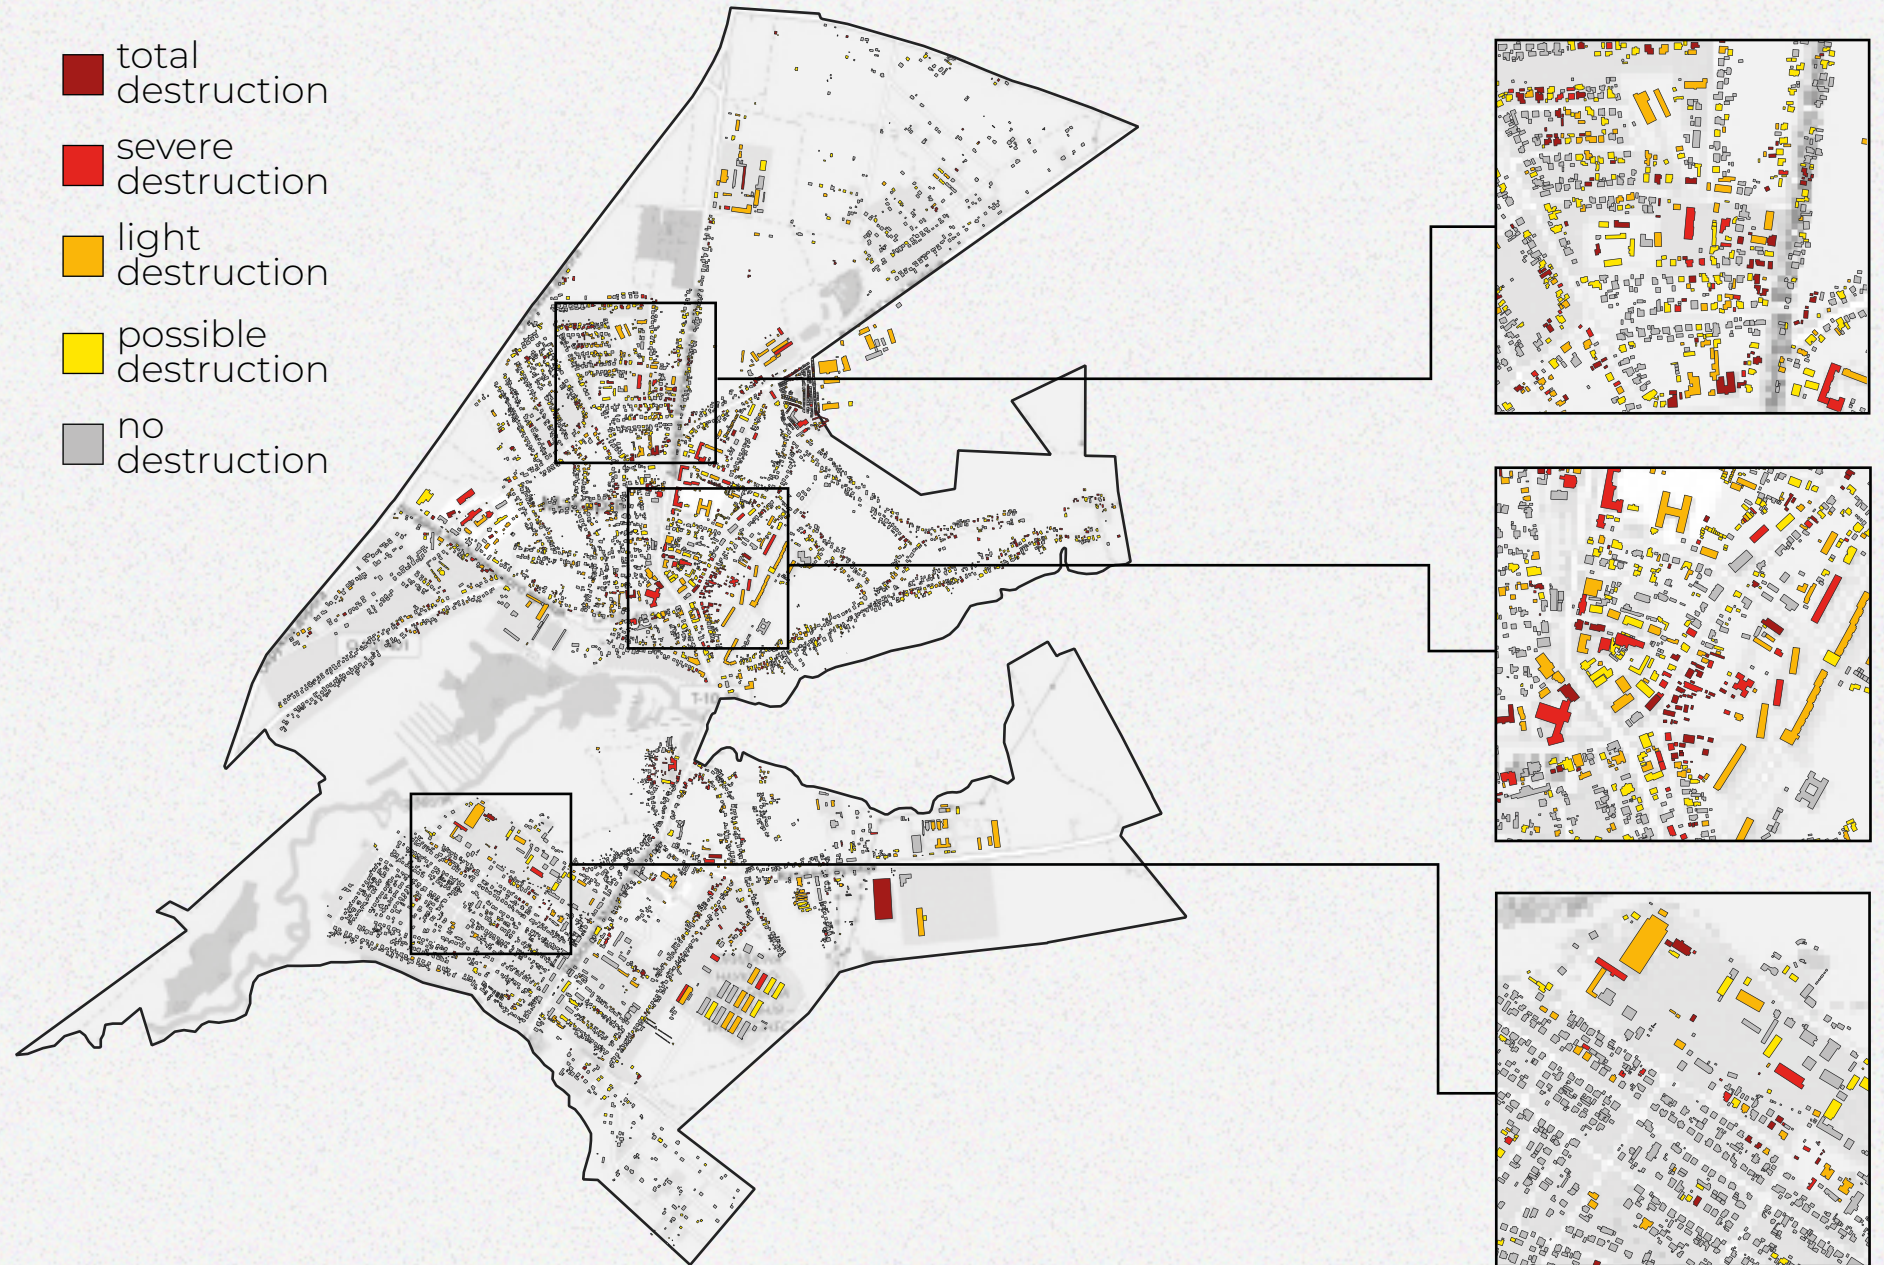 total
destruction
severe
destruction
light
destruction
possible
destruction
no
destruction